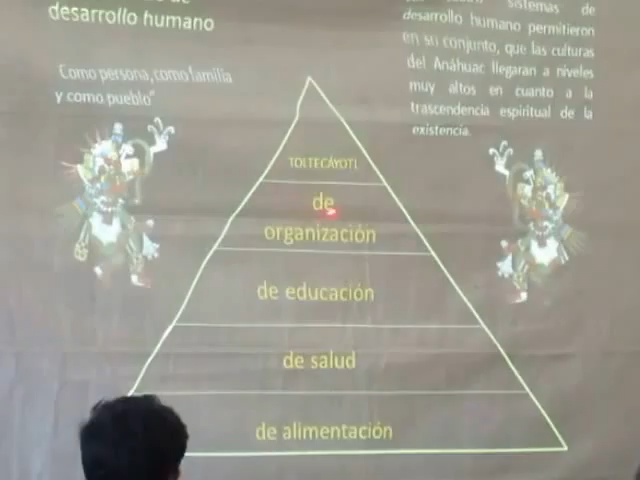 desarrollo humano
Como persona, como familia
y como pueblo"
sistemas de
desarrollo humano permitieron
en su conjunto, que las culturas
del Anáhuac llegaran a niveles
muy altos en cuanto a la
trascendencia espiritual de la
existencia.
TOLTECÁYOTL
de
organización
de educación
de salud
de alimentación